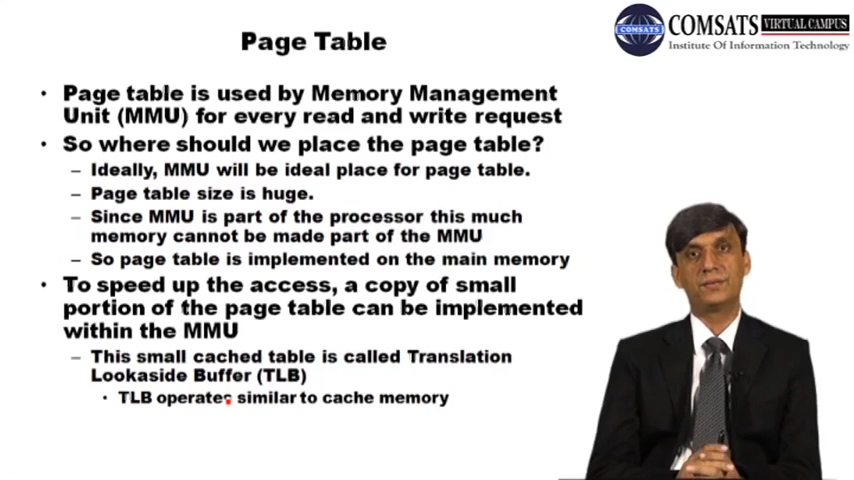 COMSATS VIRTUAL CAMPUS
COMSATS
Institute Of Information Technology
Page Table
• Page table is used by Memory Management
Unit (MMU) for every read and write request
• So where should we place the page table?
– Ideally, MMU will be ideal place for page table.
– Page table size is huge.
– Since MMU is part of the processor this much
memory cannot be made part of the MMU
– So page table is implemented on the main memory
• To speed up the access, a copy of small
portion of the page table can be implemented
within the MMU
– This small cached table is called Translation
Lookaside Buffer (TLB)
• TLB operates similar to cache memory